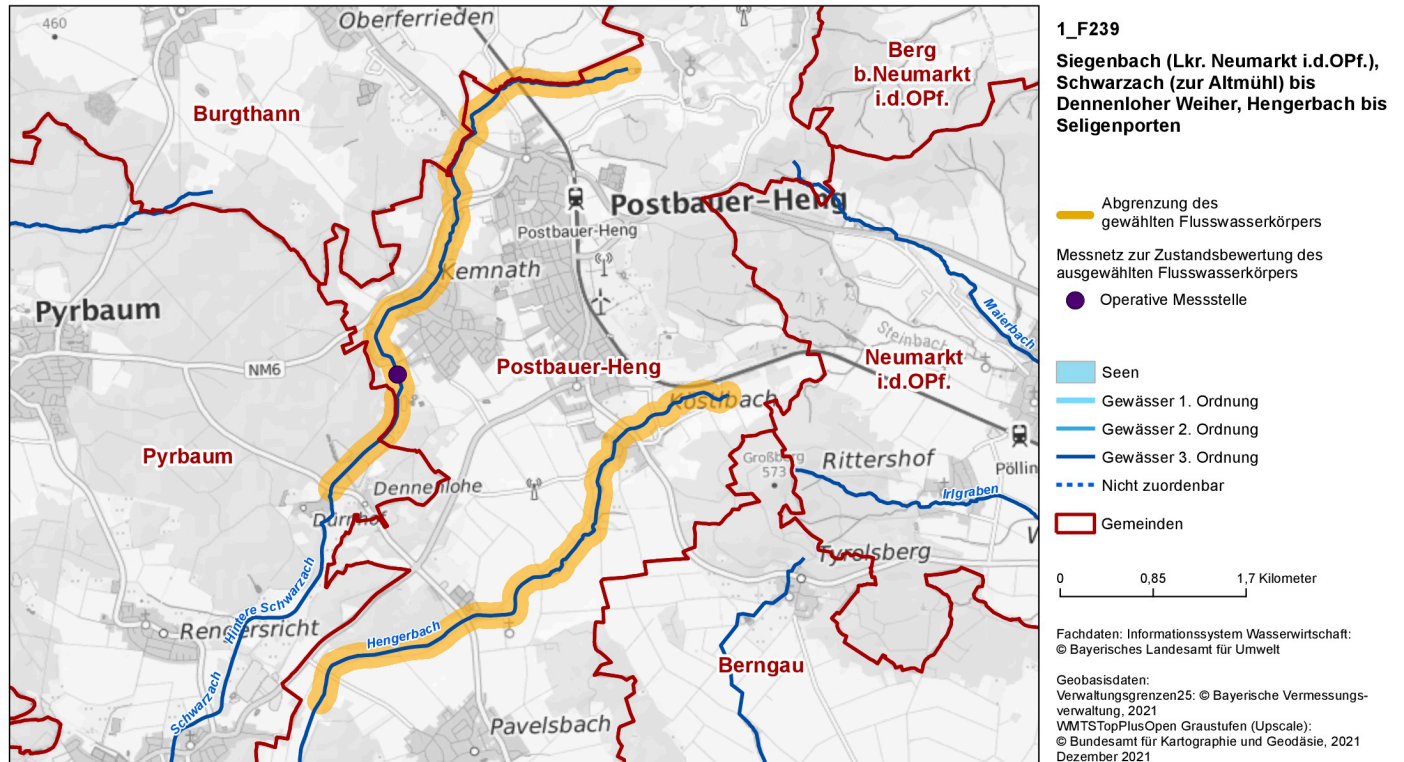 460
Oberferrieden
Berg
b.Neumarkt
i.d.OPf.
Burgthann
Postbauer-Heng
Postbauer-Heng
Kemnath
Pyrbaum
Maierbach
Steinbach
NM6
Postbauer-Heng
Neumarkt
i.d.OPf.
Köstlbach
Pyrbaum
Großberg
573
Rittershof
Pölling
Dennenlohe
Irlgraben
Dürnhof
W
Tyrolsberg
Hintere Schwarzach
Rengersricht
Hengerbach
Berngau
Schwarzach
Pavelsbach
1_F239
Siegenbach (Lkr. Neumarkt i.d.OPf.),
Schwarzach (zur Altmühl) bis
Dennenloher Weiher, Hengerbach bis
Seligenporten
Abgrenzung des
gewählten Flusswasserkörpers
Messnetz zur Zustandsbewertung des
ausgewählten Flusswasserkörpers
Operative Messstelle
Seen
Gewässer 1. Ordnung
Gewässer 2. Ordnung
Gewässer 3. Ordnung
Nicht zuordenbar
Gemeinden
0 0,85 1,7 Kilometer
Fachdaten: Informationssystem Wasserwirtschaft:
© Bayerisches Landesamt für Umwelt
Geobasisdaten:
Verwaltungsgrenzen25: © Bayerische Vermessungs-
verwaltung, 2021
WMTSTopPlusOpen Graustufen (Upscale):
© Bundesamt für Kartographie und Geodäsie, 2021
Dezember 2021